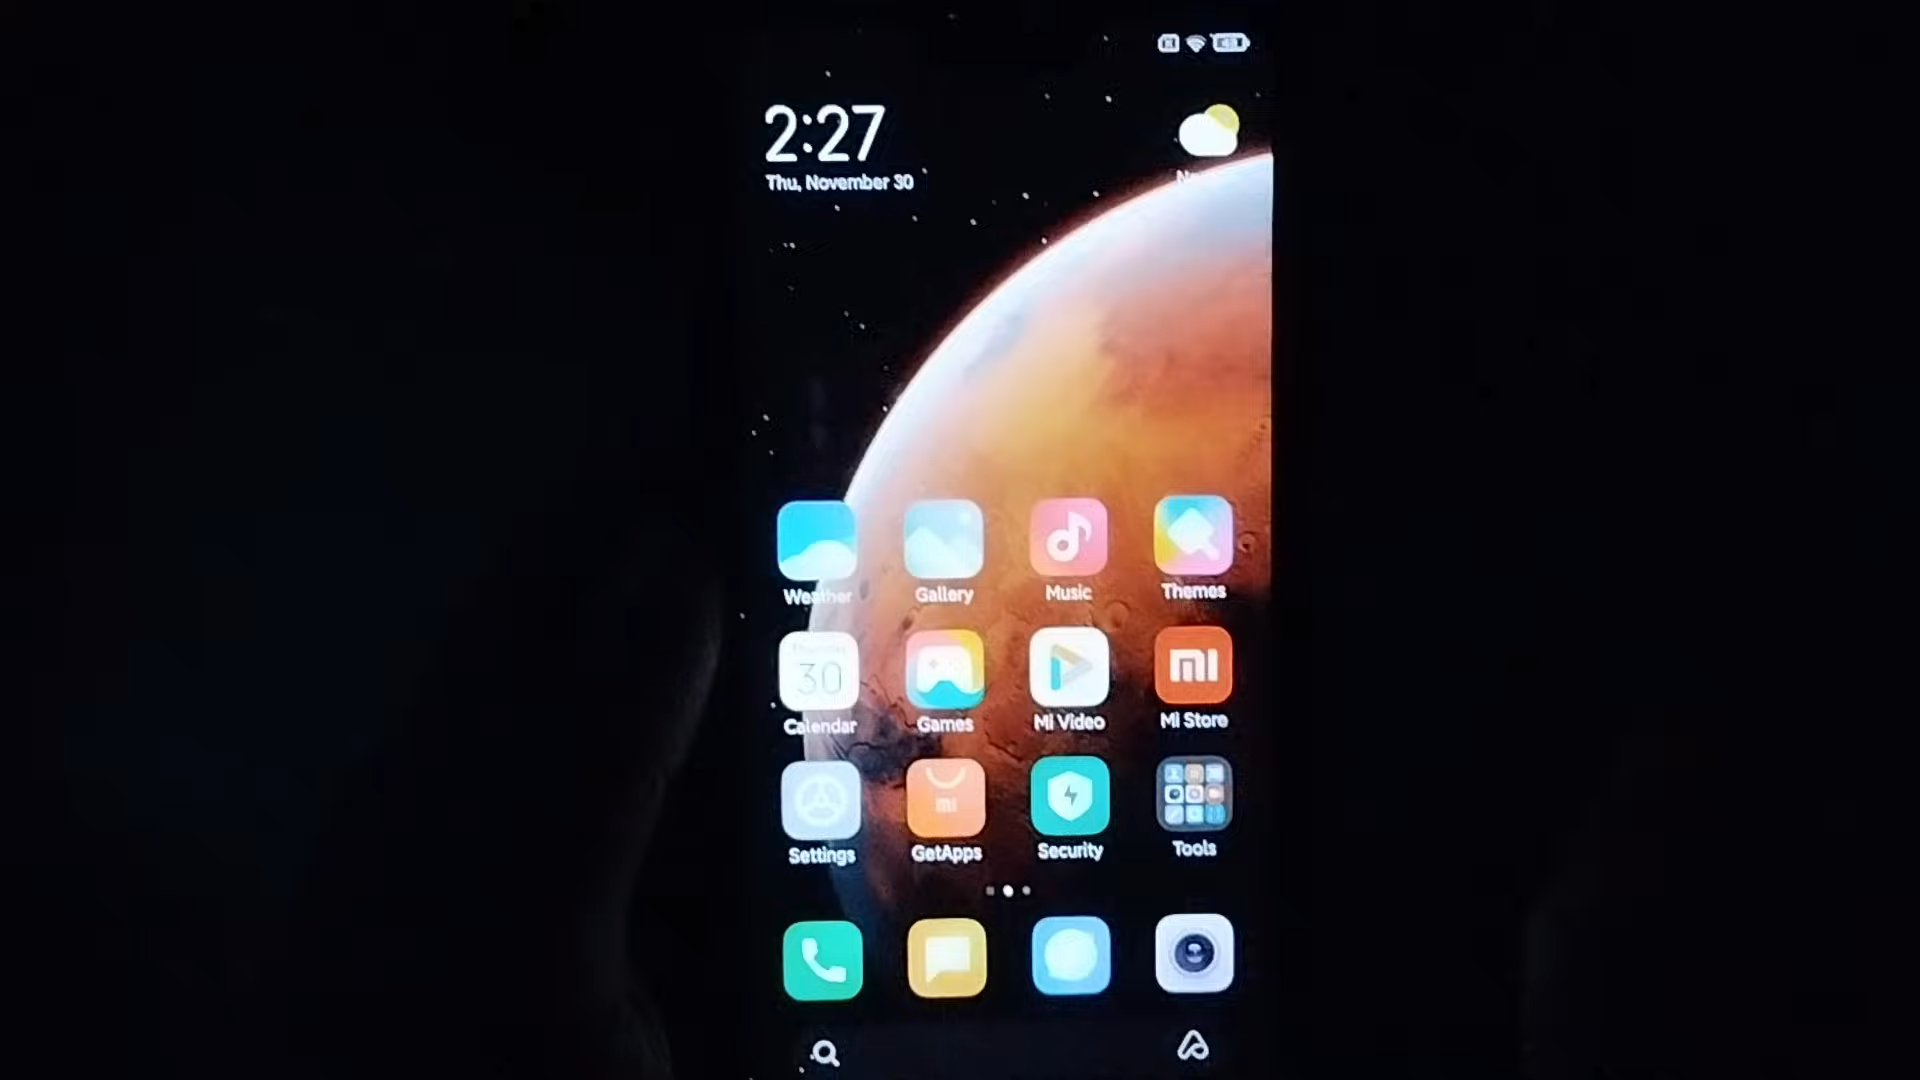 2:27
Thu, November 30
Weather Gallery Music Themes
30
mi
Calendar Games Mi Video Mi Store
mi
Settings GetApps Security Tools